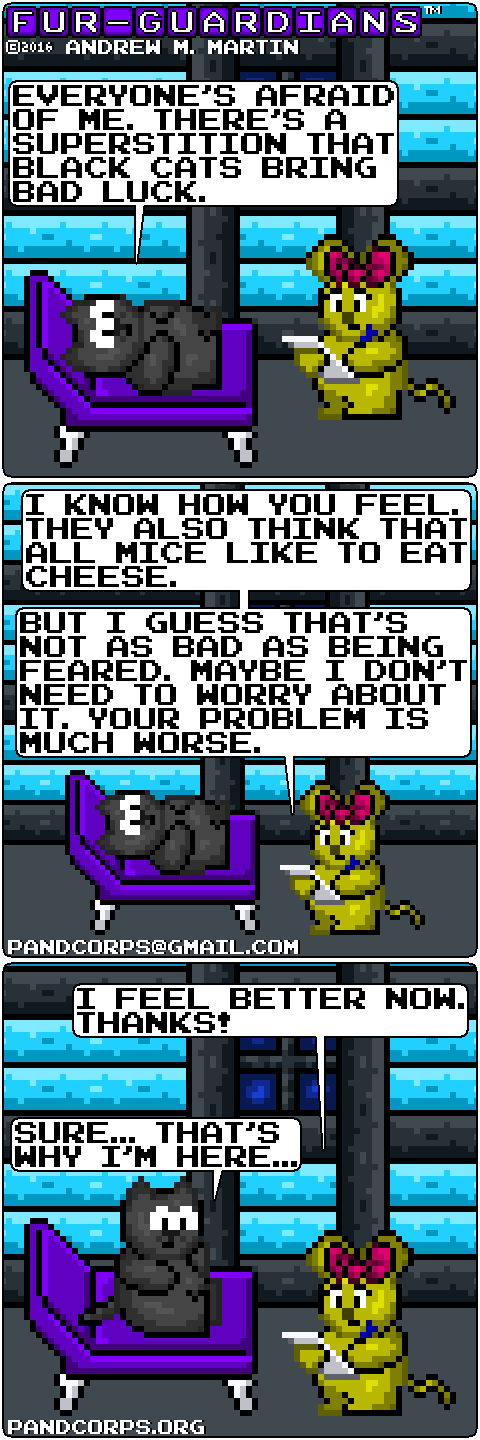 FUR-GUARDIANS™
©2016 ANDREW M. MARTIN
EVERYONE'S AFRAID
OF ME. THERE'S A
SUPERSTITION THAT
BLACK CATS BRING
BAD LUCK.
I KNOW HOW YOU FEEL.
THEY ALSO THINK THAT
ALL MICE LIKE TO EAT
CHEESE.
BUT I GUESS THAT'S
NOT AS BAD AS BEING
FEARED. MAYBE I DON'T
NEED TO WORRY ABOUT
IT. YOUR PROBLEM IS
MUCH WORSE.
PANDCORPS@GMAIL.COM
I FEEL BETTER NOW.
THANKS!
SURE... THAT'S
WHY I'M HERE...
PANDCORPS.ORG